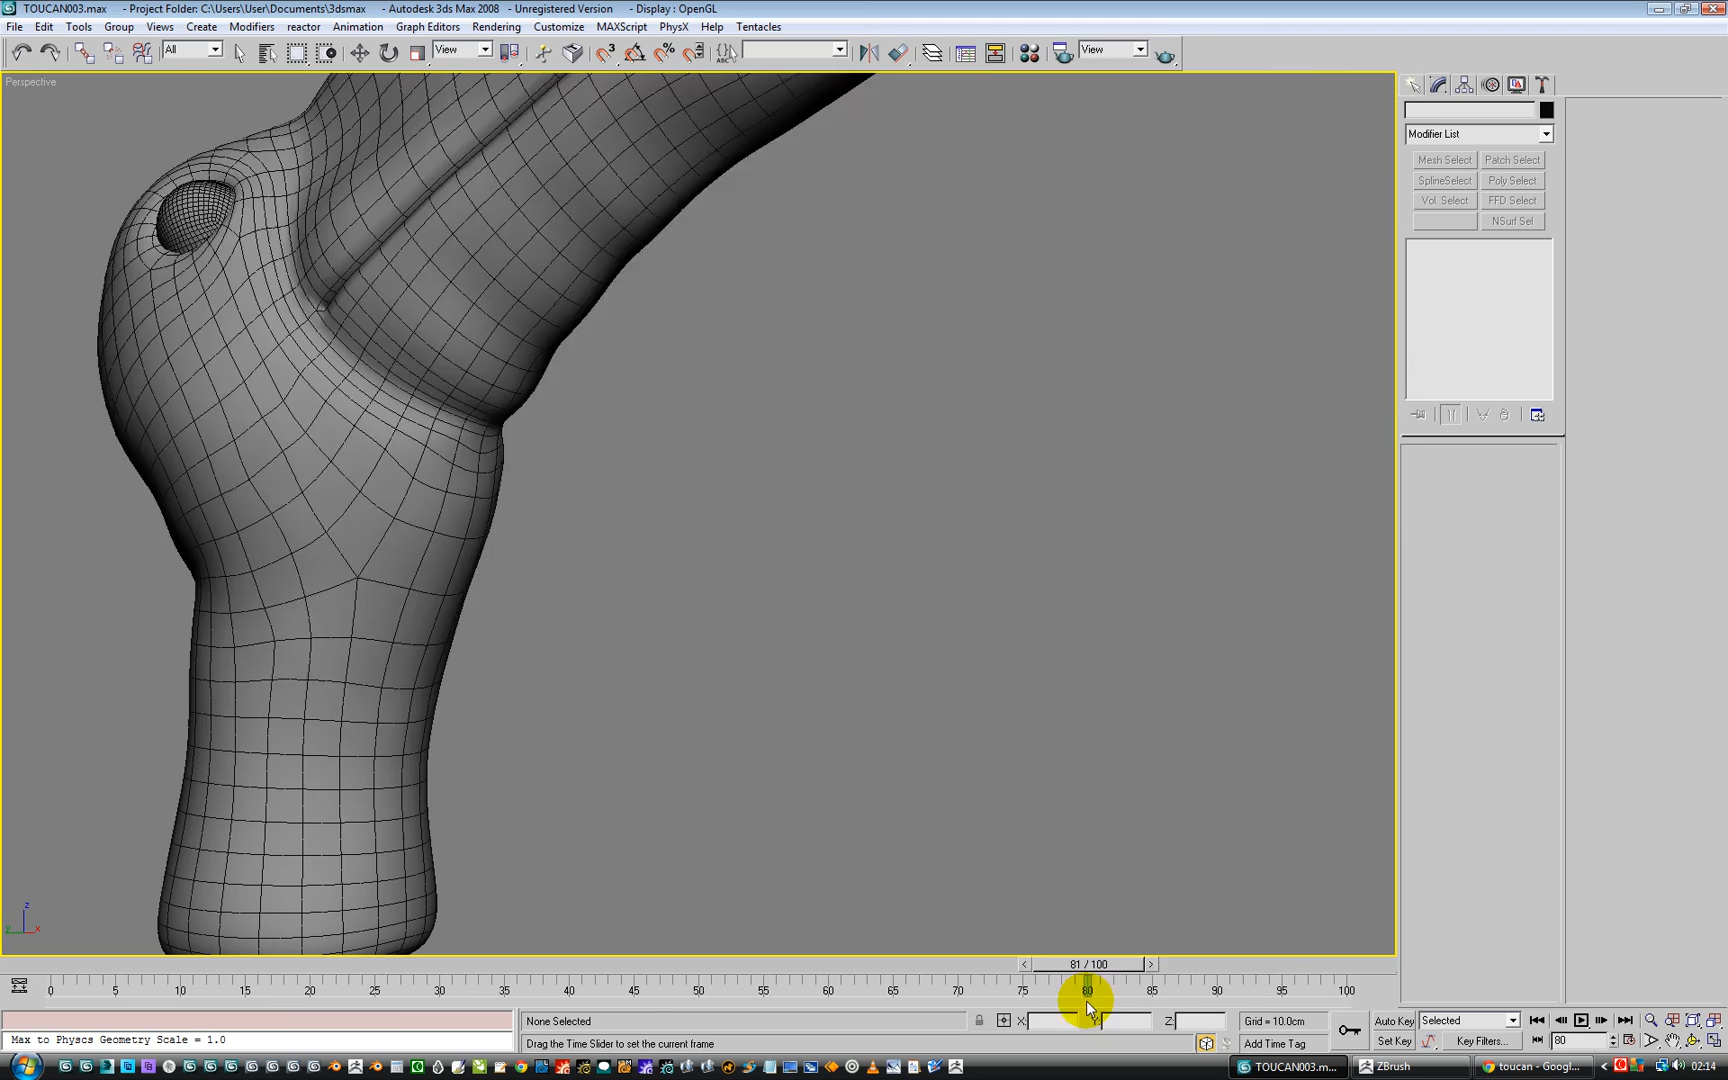 TOUCAN003.max - Project Folder: C:\Users\User\Documents\3dsmax - Autodesk 3ds Max 2008 - Unregistered Version - Display : OpenGL
File Edit Tools Group Views Create Modifiers reactor Animation Graph Editors Rendering Customize MAXScript PhysX Help Tentacles
All View ABC View
Perspective
Modifier List
Mesh Select Patch Select
SplineSelect Poly Select
Vol. Select FFD Select
NSurf Sel
z
y x
< 81 / 100 >
0 5 10 15 20 25 30 35 40 45 50 55 60 65 70 75 80 85 90 95 100
None Selected X: Y: Z: Grid = 10.0cm Auto Key Selected
Max to Physcs Geometry Scale = 1.0 Drag the Time Slider to set the current frame Add Time Tag Set Key Key Filters... 80
TOUCAN003.m... ZBrush toucan - Googl... 02:14